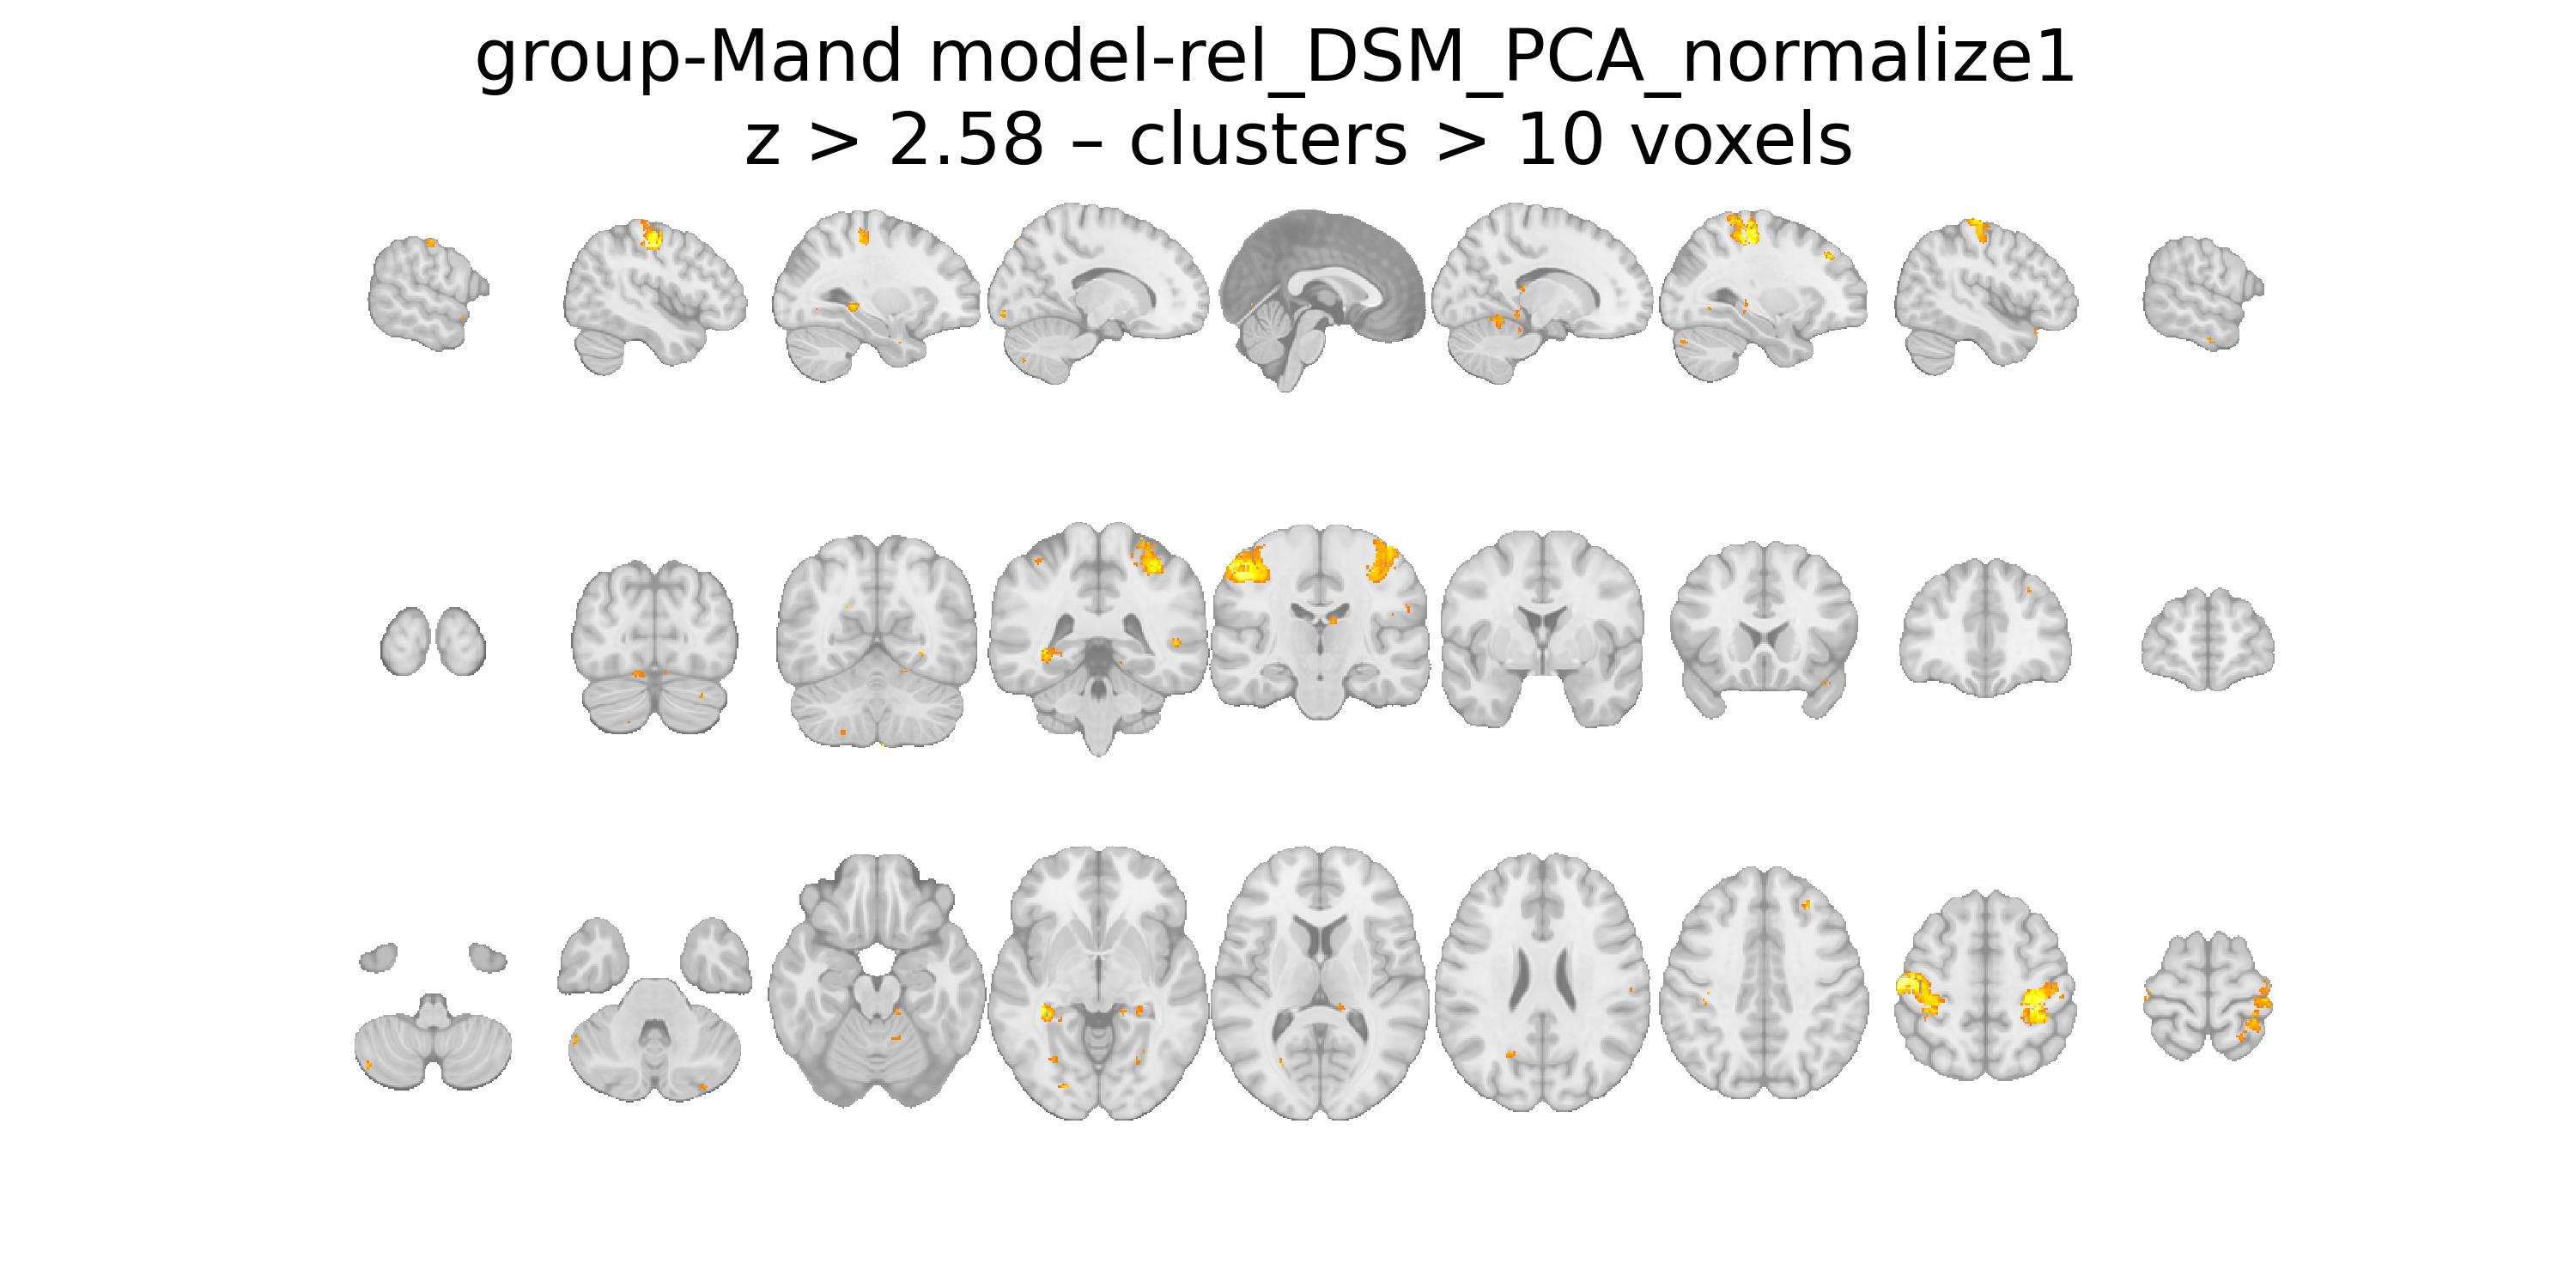 group-Mand model-rel_DSM_PCA_normalize1
z > 2.58 – clusters > 10 voxels